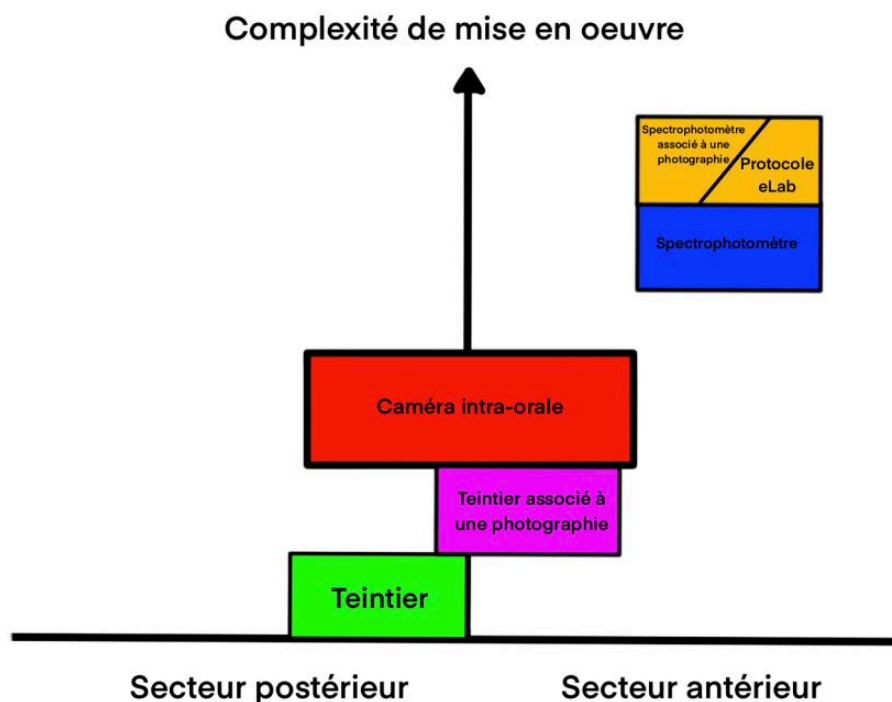 Complexité de mise en oeuvre
Spectrophotomètre
associé à une
photographie
Protocole
eLab
Spectrophotomètre
Caméra intra-orale
Teintier associé à
une photographie
Teintier
Secteur postérieur
Secteur antérieur